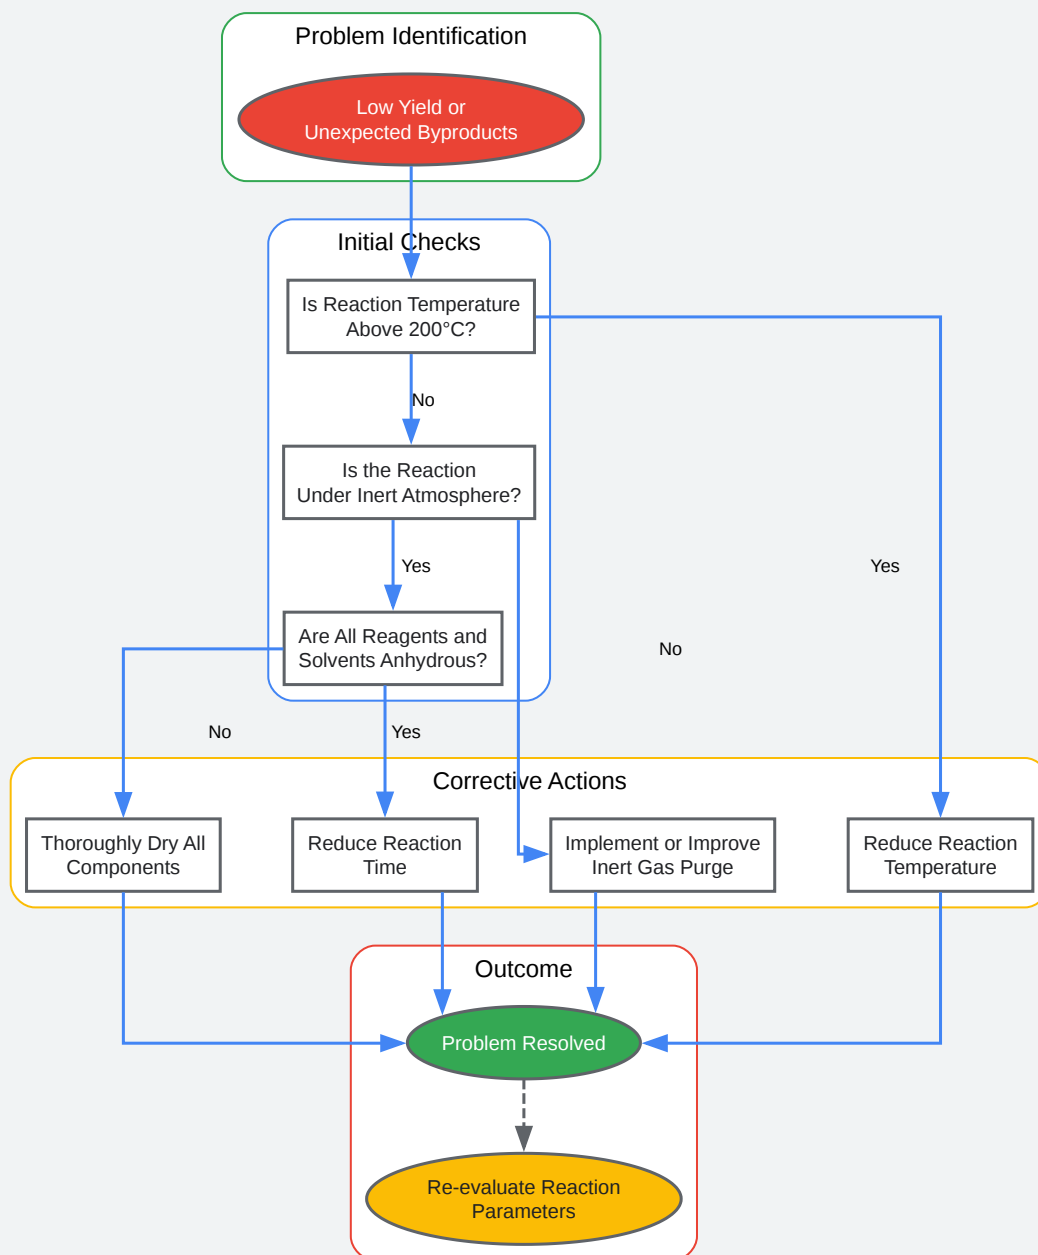 Problem Identification
Low Yield or
Unexpected Byproducts
Initial Checks
Is Reaction Temperature
Above 200°C?
No
Is the Reaction
Under Inert Atmosphere?
Yes
Yes
Are All Reagents and
Solvents Anhydrous?
No
No
Yes
Corrective Actions
Thoroughly Dry All
Components
Reduce Reaction
Time
Implement or Improve
Inert Gas Purge
Reduce Reaction
Temperature
Outcome
Problem Resolved
Re-evaluate Reaction
Parameters